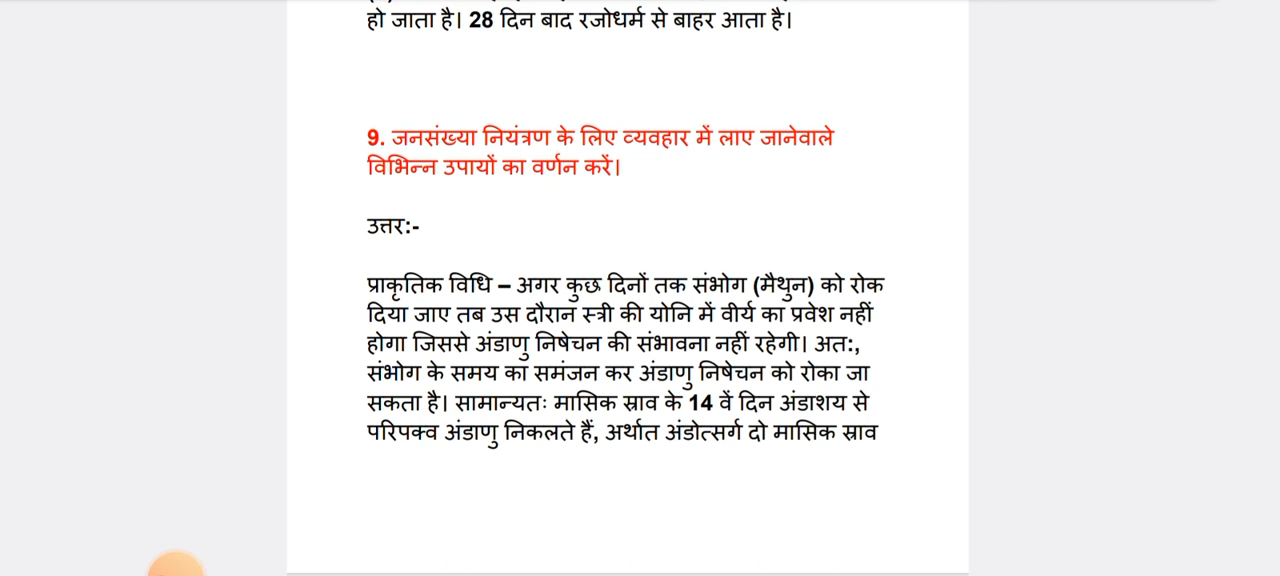 हो जाता है। 28 दिन बाद रजोधर्म से बाहर आता है।
9. जनसंख्या नियंत्रण के लिए व्यवहार में लाए जानेवाले
विभिन्न उपायों का वर्णन करें।
उत्तर:-
प्राकृतिक विधि – अगर कुछ दिनों तक संभोग (मैथुन) को रोक
दिया जाए तब उस दौरान स्त्री की योनि में वीर्य का प्रवेश नहीं
होगा जिससे अंडाणु निषेचन की संभावना नहीं रहेगी। अत:,
संभोग के समय का समंजन कर अंडाणु निषेचन को रोका जा
सकता है। सामान्यतः मासिक स्राव के 14 वें दिन अंडाशय से
परिपक्व अंडाणु निकलते हैं, अर्थात अंडोत्सर्ग दो मासिक स्राव